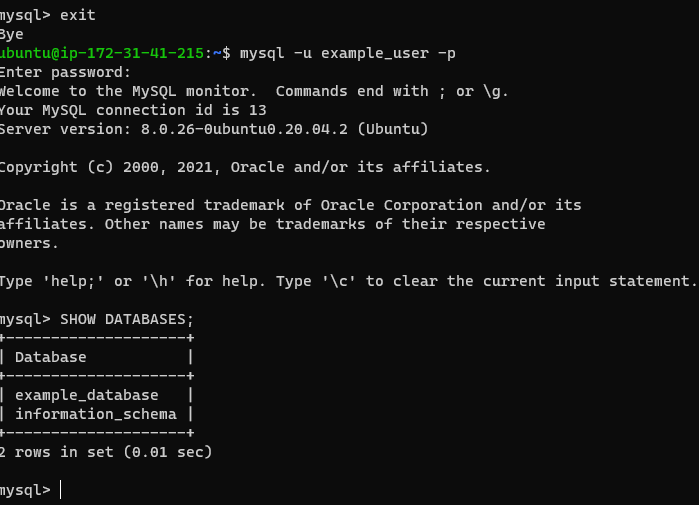 mysql> exit
Bye
ubuntu@ip-172-31-41-215:~$ mysql -u example_user -p
Enter password:
Welcome to the MySQL monitor.  Commands end with ; or \g.
Your MySQL connection id is 13
Server version: 8.0.26-0ubuntu0.20.04.2 (Ubuntu)
Copyright (c) 2000, 2021, Oracle and/or its affiliates.
Oracle is a registered trademark of Oracle Corporation and/or its
affiliates. Other names may be trademarks of their respective
owners.
Type 'help;' or '\h' for help. Type '\c' to clear the current input statement.
mysql> SHOW DATABASES;
+--------------------+
| Database           |
+--------------------+
| example_database   |
| information_schema |
+--------------------+
2 rows in set (0.01 sec)
mysql>